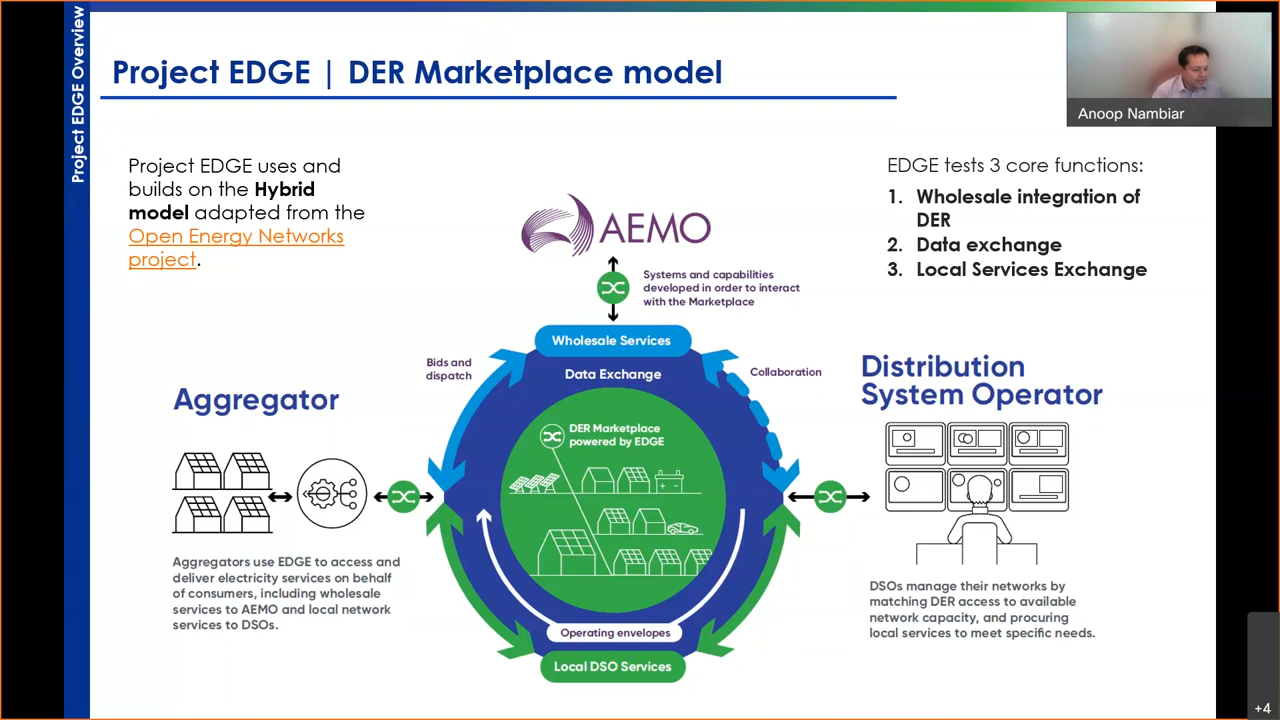 Project EDGE Overview
Project EDGE | DER Marketplace model
Anoop Nambiar
Project EDGE uses and
builds on the Hybrid
model adapted from the
Open Energy Networks
project.
EDGE tests 3 core functions:
1. Wholesale integration of
DER
2. Data exchange
3. Local Services Exchange
AEMO
Systems and capabilities
developed in order to interact
with the Marketplace
Wholesale Services
Bids and
dispatch
Data Exchange
Collaboration
Aggregator
Distribution
System Operator
DER Marketplace
powered by EDGE
Aggregators use EDGE to access and
deliver electricity services on behalf
of consumers, including wholesale
services to AEMO and local network
services to DSOs.
DSOs manage their networks by
matching DER access to available
network capacity, and procuring
local services to meet specific needs.
Operating envelopes
Local DSO Services
+4